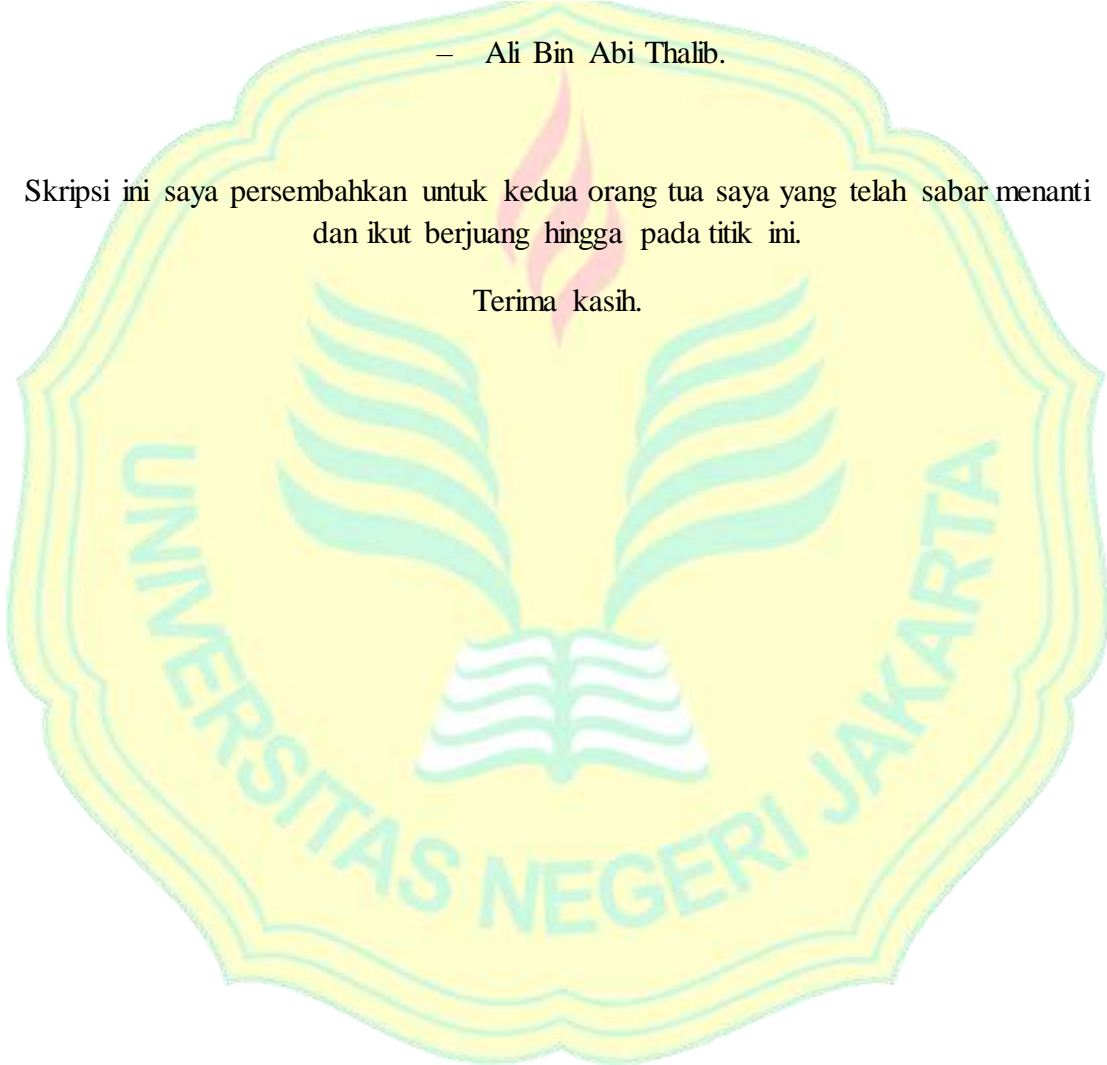 – Ali Bin Abi Thalib.
Skripsi ini saya persembahkan untuk kedua orang tua saya yang telah sabar menanti
dan ikut berjuang hingga pada titik ini.
Terima kasih.
UNIVERSITAS NEGERI JAKARTA